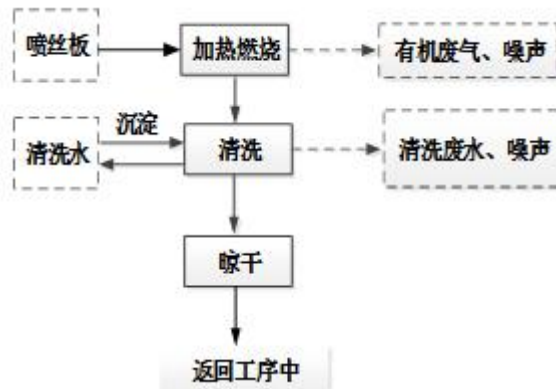 喷丝板
加热燃烧
有机废气、噪声
沉淀
清洗水
清洗
清洗废水、噪声
晾干
返回工序中